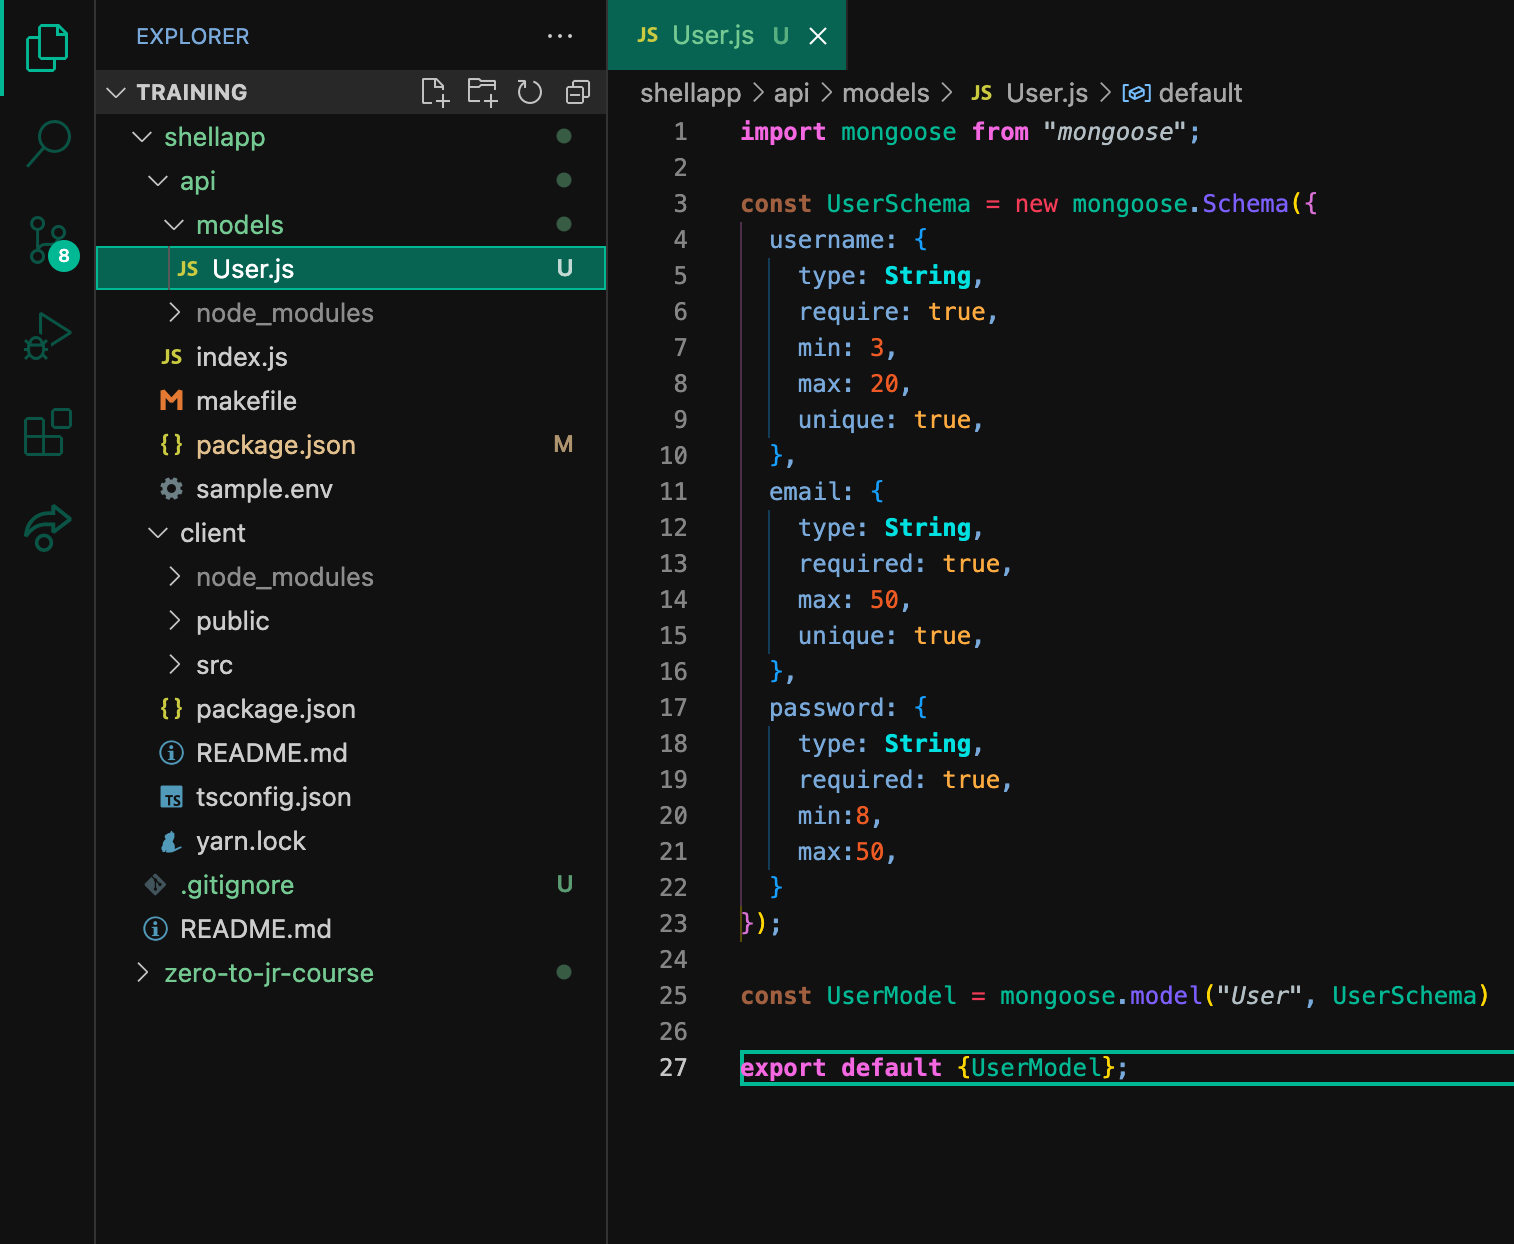 EXPLORER
TRAINING
shellapp
api
models
JS User.js U
node_modules
JS index.js
makefile
{} package.json M
sample.env
client
node_modules
public
src
{} package.json
README.md
TS tsconfig.json
yarn.lock
.gitignore U
README.md
zero-to-jr-course
8
JS User.js U
shellapp > api > models > JS User.js > default
1 import mongoose from "mongoose";
2
3 const UserSchema = new mongoose.Schema({
4 username: {
5 type: String,
6 require: true,
7 min: 3,
8 max: 20,
9 unique: true,
10 },
11 email: {
12 type: String,
13 required: true,
14 max: 50,
15 unique: true,
16 },
17 password: {
18 type: String,
19 required: true,
20 min:8,
21 max:50,
22 }
23 });
24
25 const UserModel = mongoose.model("User", UserSchema)
26
27 export default {UserModel};